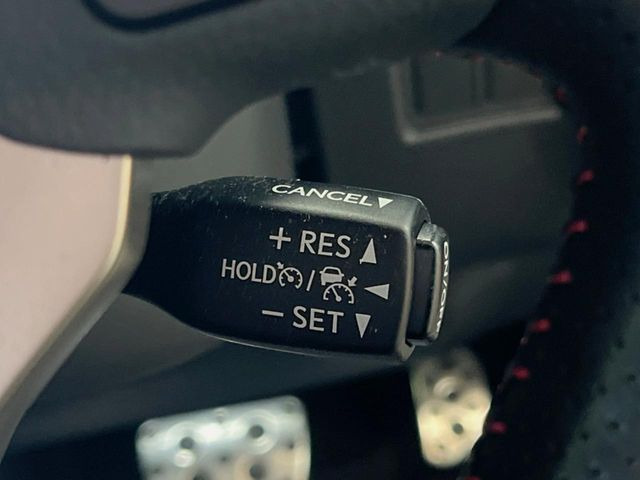 CANCEL▼
+ RES ▲
HOLD / ◀
− SET ▼